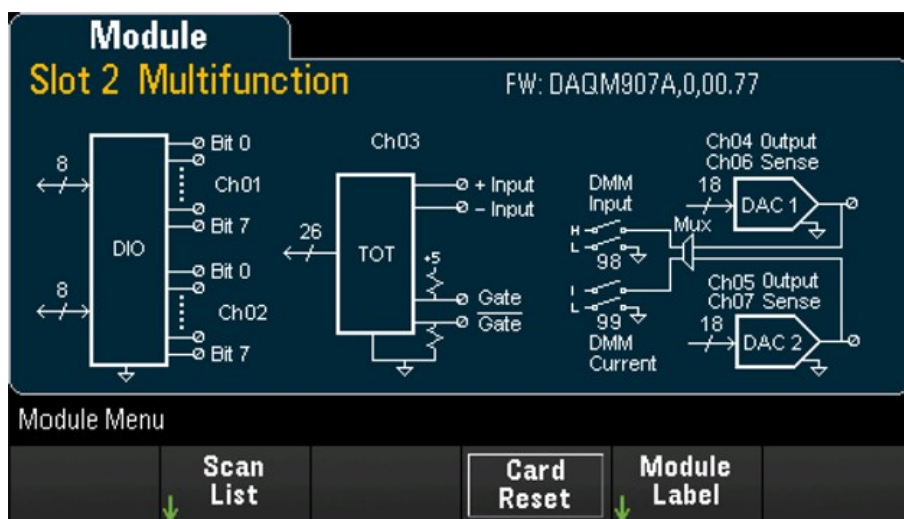 Module
Slot 2 Multifunction
FW: DAQM907A,0,00.77
8
DIO
Bit 0
Ch01
Bit 7
8
Bit 0
Ch02
Bit 7
Ch03
26
TOT
+ Input
- Input
+5
Gate
Gate
DMM
Input
H
L
98
I
L
99
DMM
Current
Mux
Ch04 Output
Ch06 Sense
18
DAC 1
Ch05 Output
Ch07 Sense
18
DAC 2
Module Menu
Scan
List
Card
Reset
Module
Label